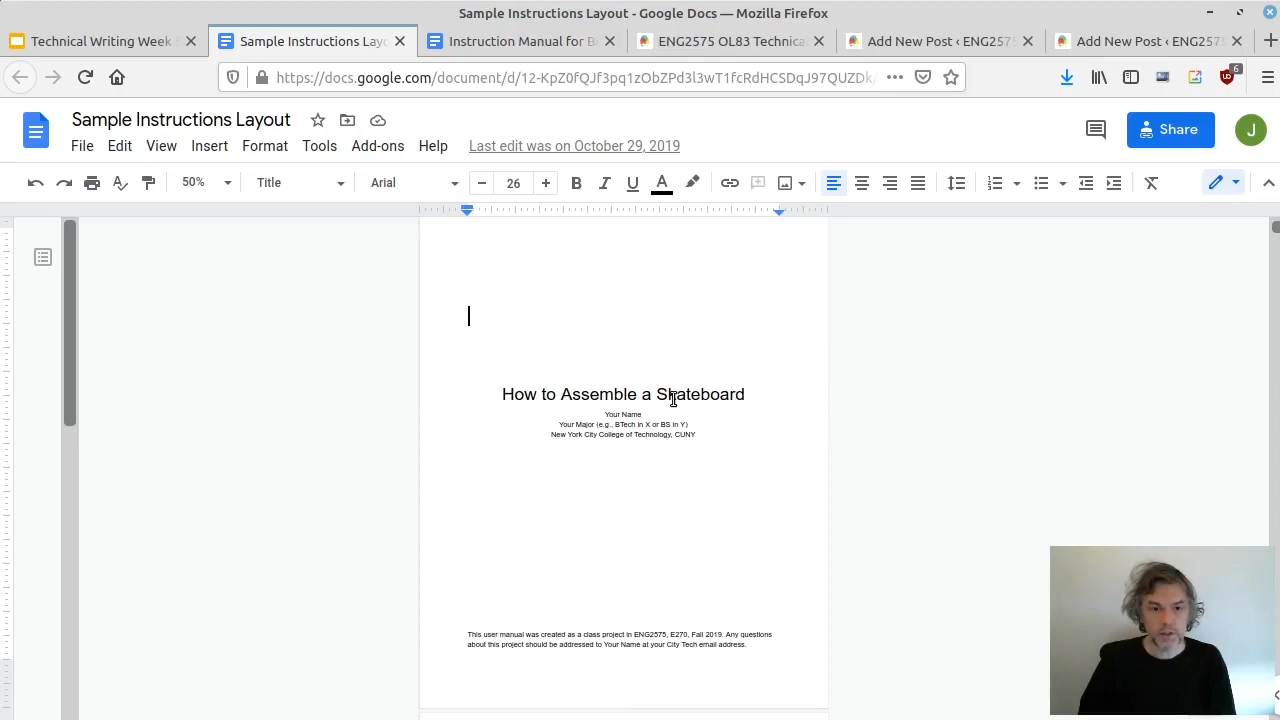 Sample Instructions Layout - Google Docs — Mozilla Firefox
Technical Writing Week
Sample Instructions Layo
Instruction Manual for B
ENG2575 OL83 Technica
Add New Post ‹ ENG2575
Add New Post ‹ ENG2575
https://docs.google.com/document/d/12-KpZ0fQJf3pq1zObZPd3l3wT1fcRdHCSDqJ97QUZDk/
6
Sample Instructions Layout
Share
J
File Edit View Insert Format Tools Add-ons Help Last edit was on October 29, 2019
50% Title Arial 26 B I U A
How to Assemble a Skateboard
Your Name
Your Major (e.g., BTech in X or BS in Y)
New York City College of Technology, CUNY
This user manual was created as a class project in ENG2575, E270, Fall 2019. Any questions
about this project should be addressed to Your Name at your City Tech email address.